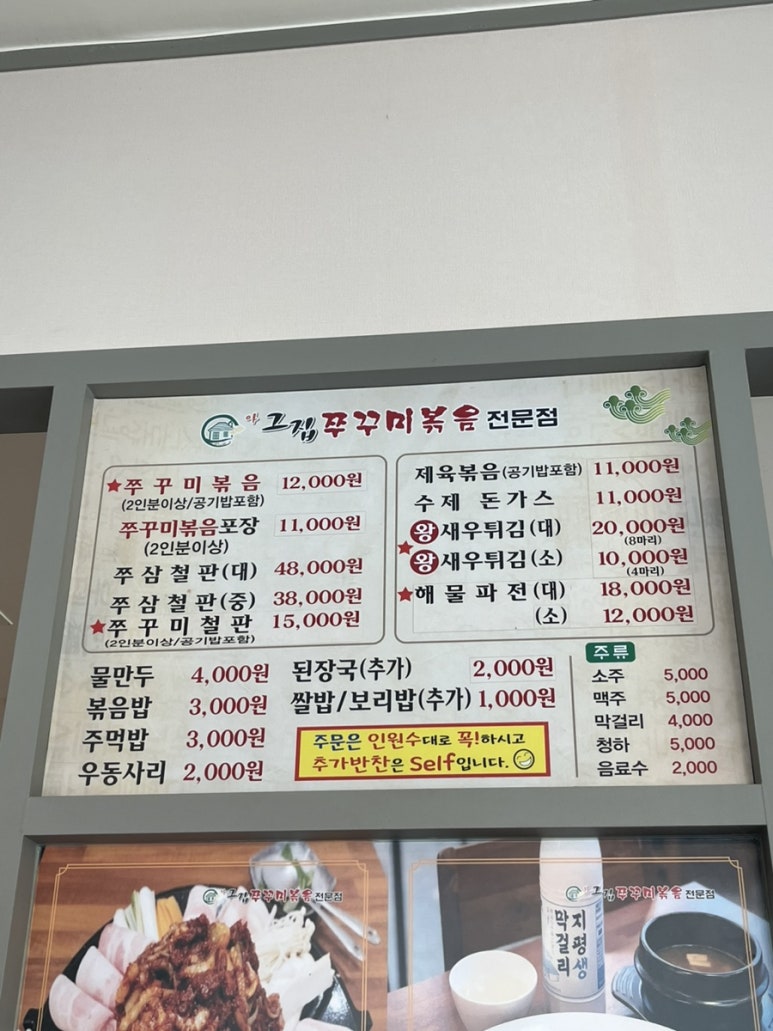 그집 쭈꾸미볶음 전문점
★쭈꾸미볶음 12,000원
(2인분이상/공기밥포함)
쭈꾸미볶음포장 11,000원
(2인분이상)
쭈삼철판(대) 48,000원
쭈삼철판(중) 38,000원
★쭈꾸미철판 15,000원
(2인분이상/공기밥포함)
제육볶음(공기밥포함) 11,000원
수제 돈가스 11,000원
★왕새우튀김(대) 20,000원
(8마리)
왕새우튀김(소) 10,000원
(4마리)
★해물파전(대) 18,000원
(소) 12,000원
물만두 4,000원
볶음밥 3,000원
주먹밥 3,000원
우동사리 2,000원
된장국(추가) 2,000원
쌀밥/보리밥(추가) 1,000원
주문은 인원수대로 꼭!하시고
추가반찬은 Self입니다.
주류
소주 5,000
맥주 5,000
막걸리 4,000
청하 5,000
음료수 2,000
그집 쭈꾸미볶음 전문점
그집 쭈꾸미볶음 전문점
지평생
막걸리